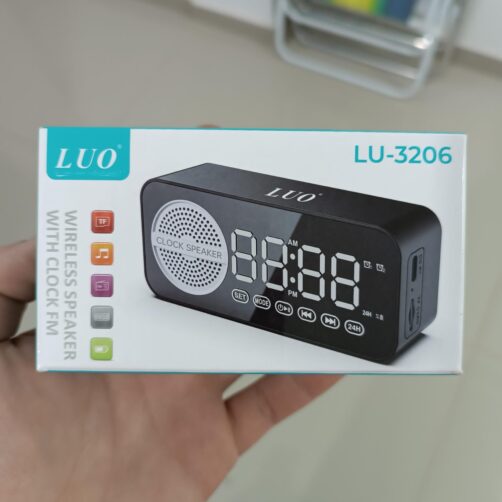 LUO
LU-3206
WIRELESS SPEAKER
WITH CLOCK FM
TF
LUO
CLOCK SPEAKER
AM
88:88
PM
SET
MODE
24H
24H